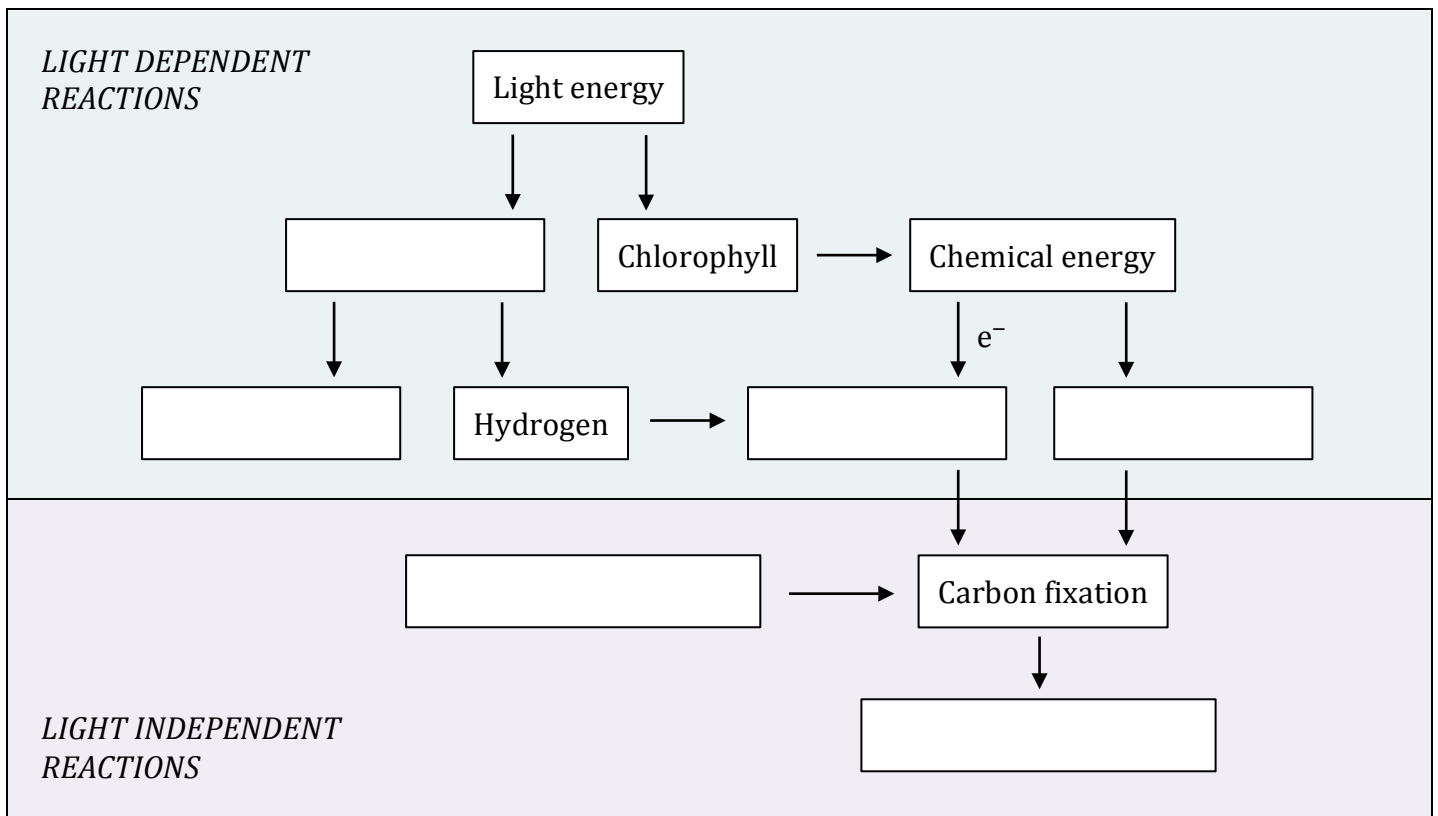 LIGHT DEPENDENT
REACTIONS
Light energy
Chlorophyll
Chemical energy
e⁻
Hydrogen
Carbon fixation
LIGHT INDEPENDENT
REACTIONS